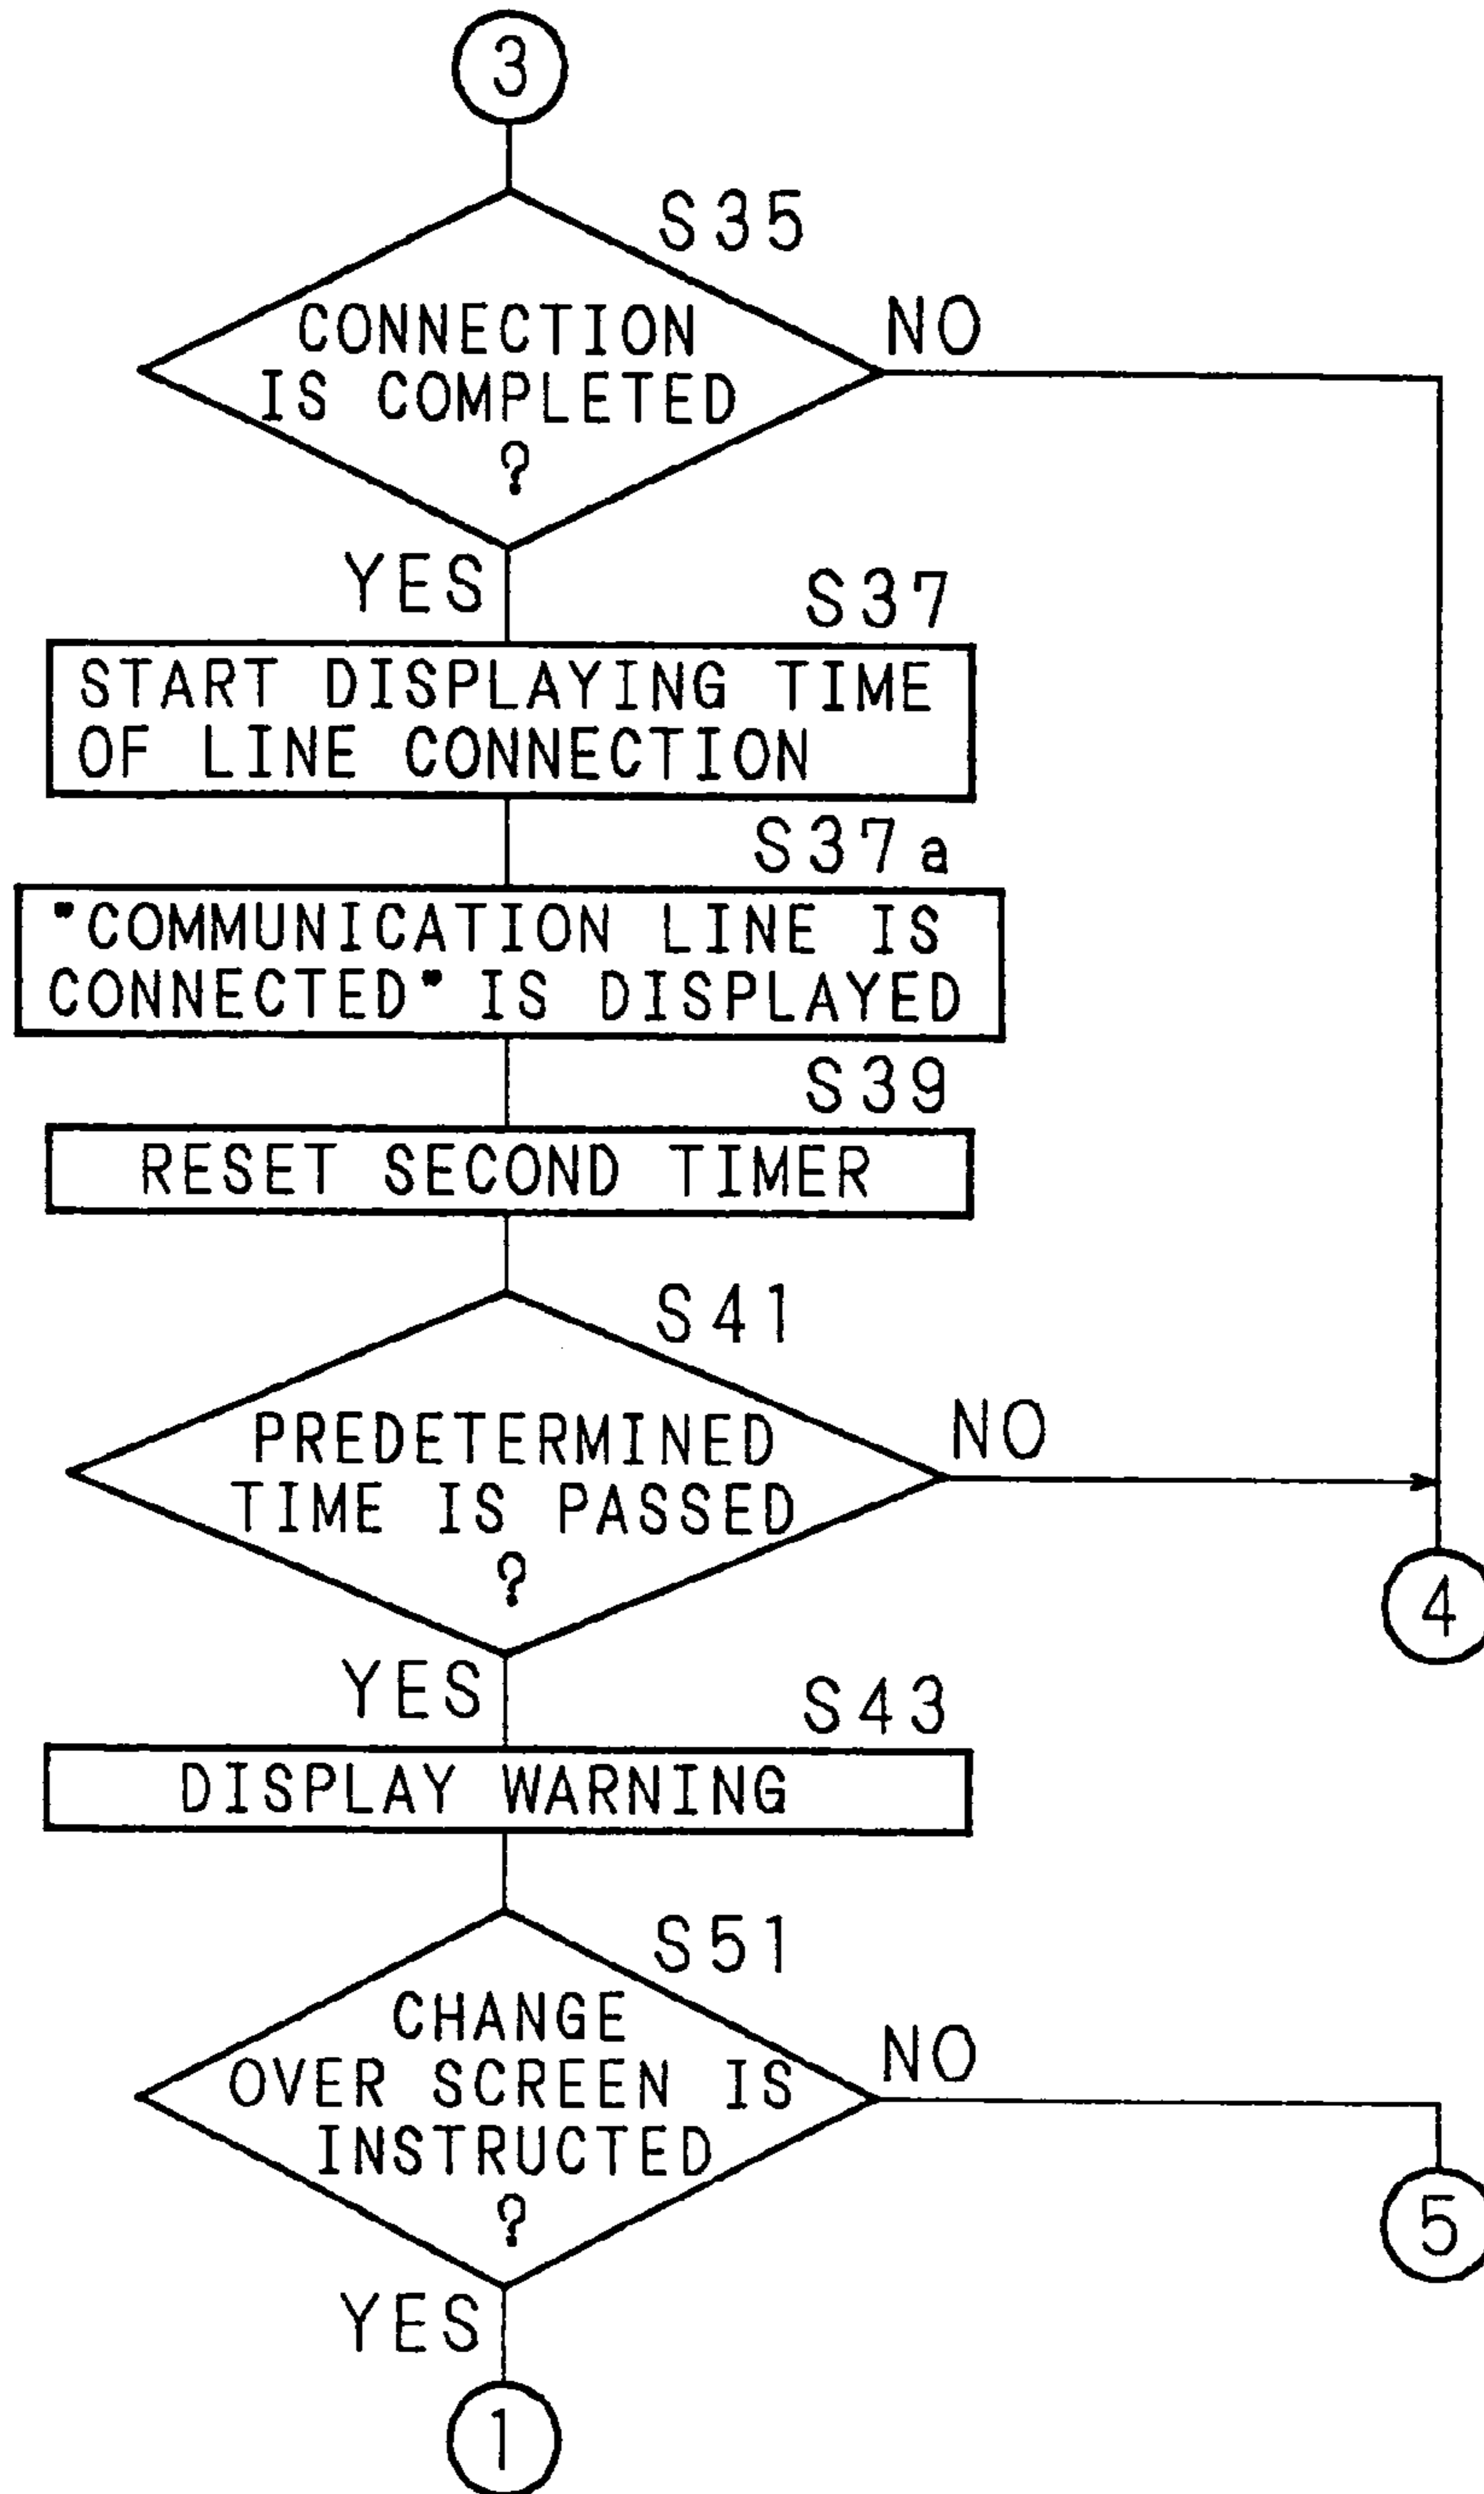 3
S35
CONNECTION
IS COMPLETED
?
NO
YES
S37
START DISPLAYING TIME
OF LINE CONNECTION
S37a
"COMMUNICATION LINE IS
CONNECTED" IS DISPLAYED
S39
RESET SECOND TIMER
S41
PREDETERMINED
TIME IS PASSED
?
NO
4
YES
S43
DISPLAY WARNING
S51
CHANGE
OVER SCREEN IS
INSTRUCTED
?
NO
5
YES
1